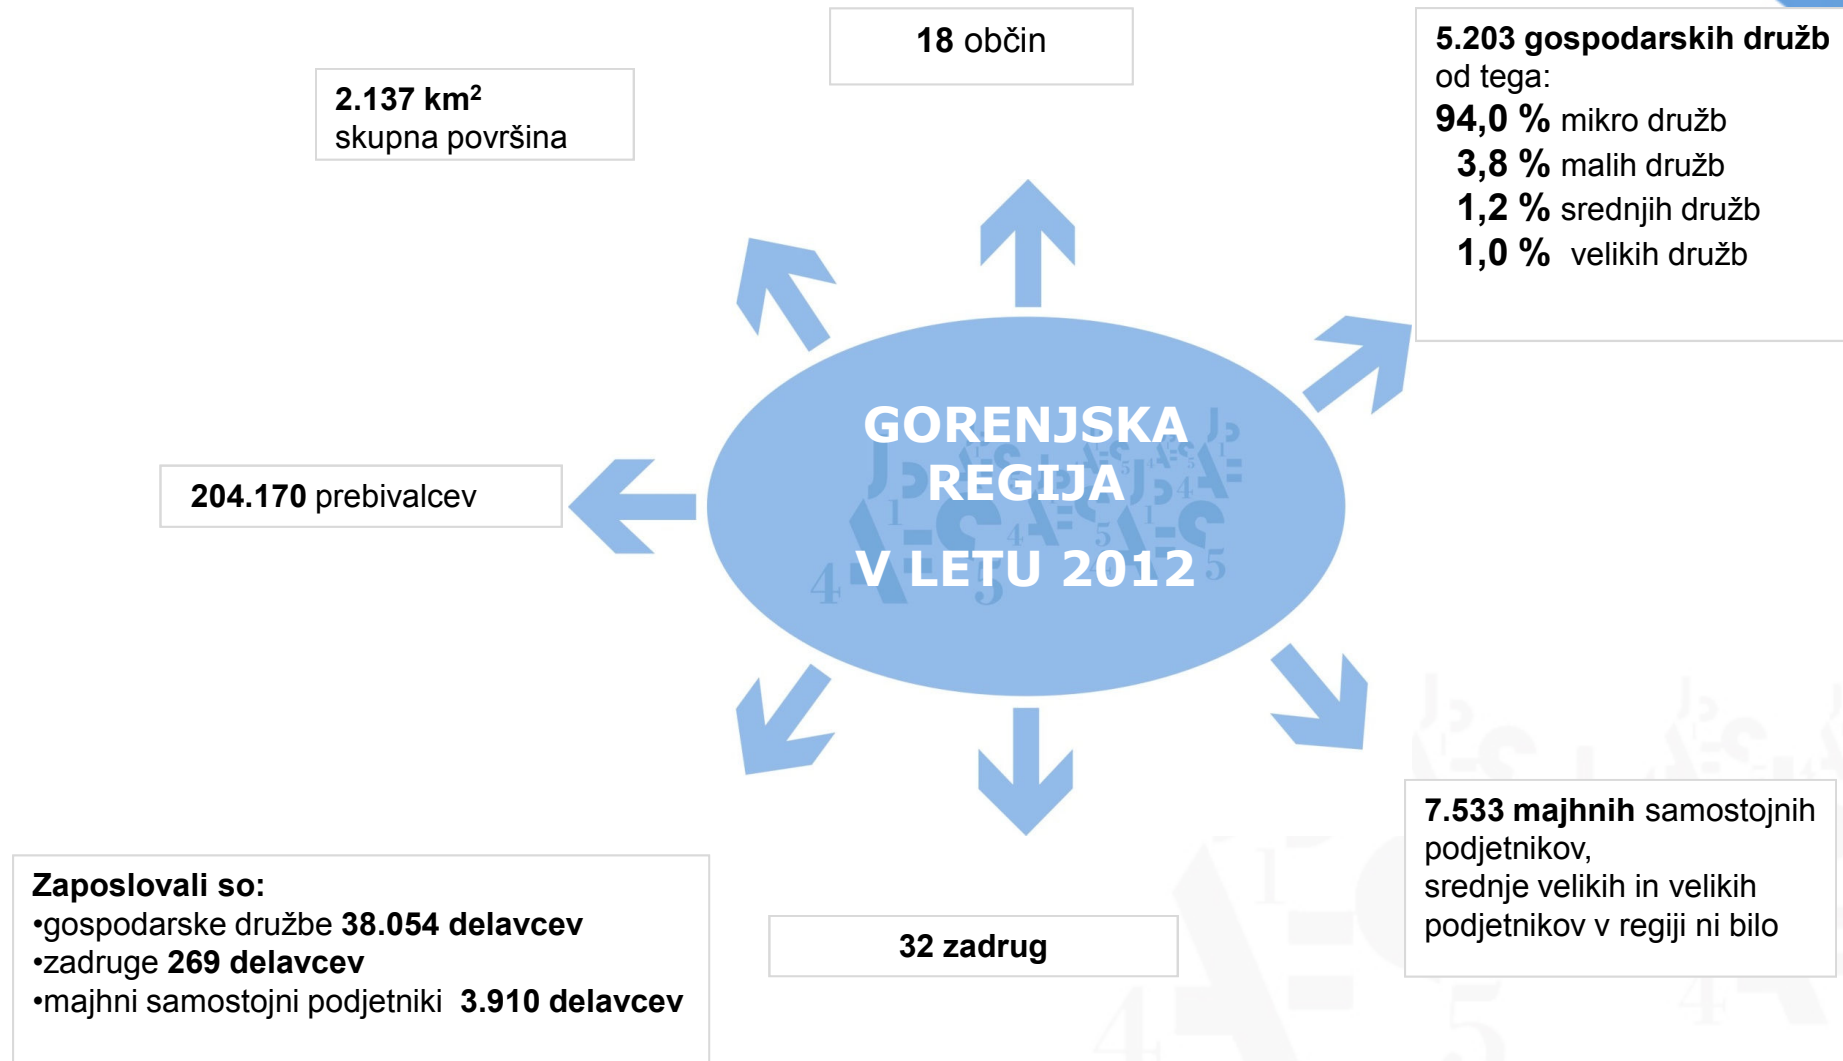 18 občin
2.137 km²
skupna površina
5.203 gospodarskih družb
od tega:
94,0 % mikro družb
3,8 % malih družb
1,2 % srednjih družb
1,0 % velikih družb
GORENJSKA
REGIJA
V LETU 2012
204.170 prebivalcev
Zaposlovali so:
•gospodarske družbe 38.054 delavcev
•zadruge 269 delavcev
•majhni samostojni podjetniki 3.910 delavcev
32 zadrug
7.533 majhnih samostojnih
podjetnikov,
srednje velikih in velikih
podjetnikov v regiji ni bilo